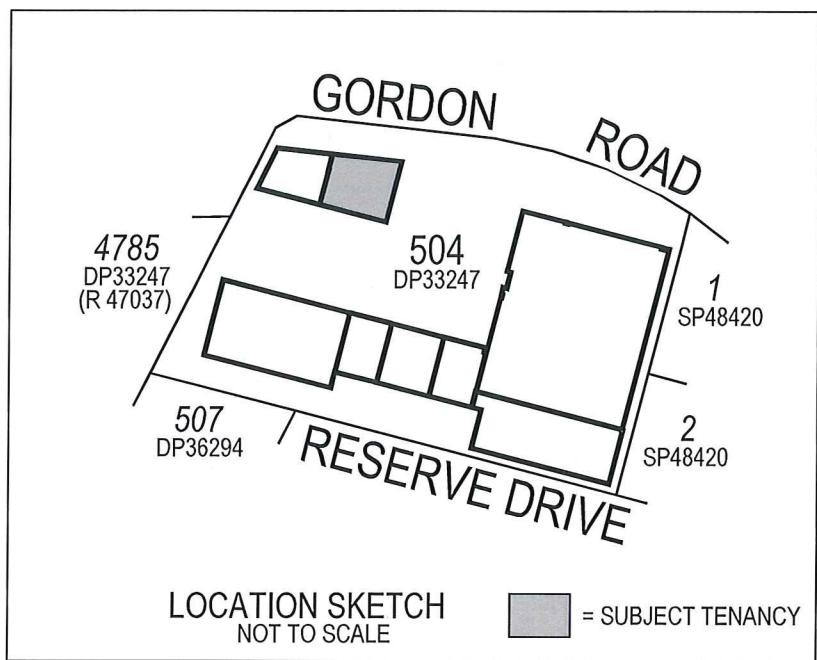 GORDON ROAD
4785
DP33247
(R 47037)
504
DP33247
1
SP48420
507
DP36294
2
SP48420
RESERVE DRIVE
LOCATION SKETCH
NOT TO SCALE
= SUBJECT TENANCY